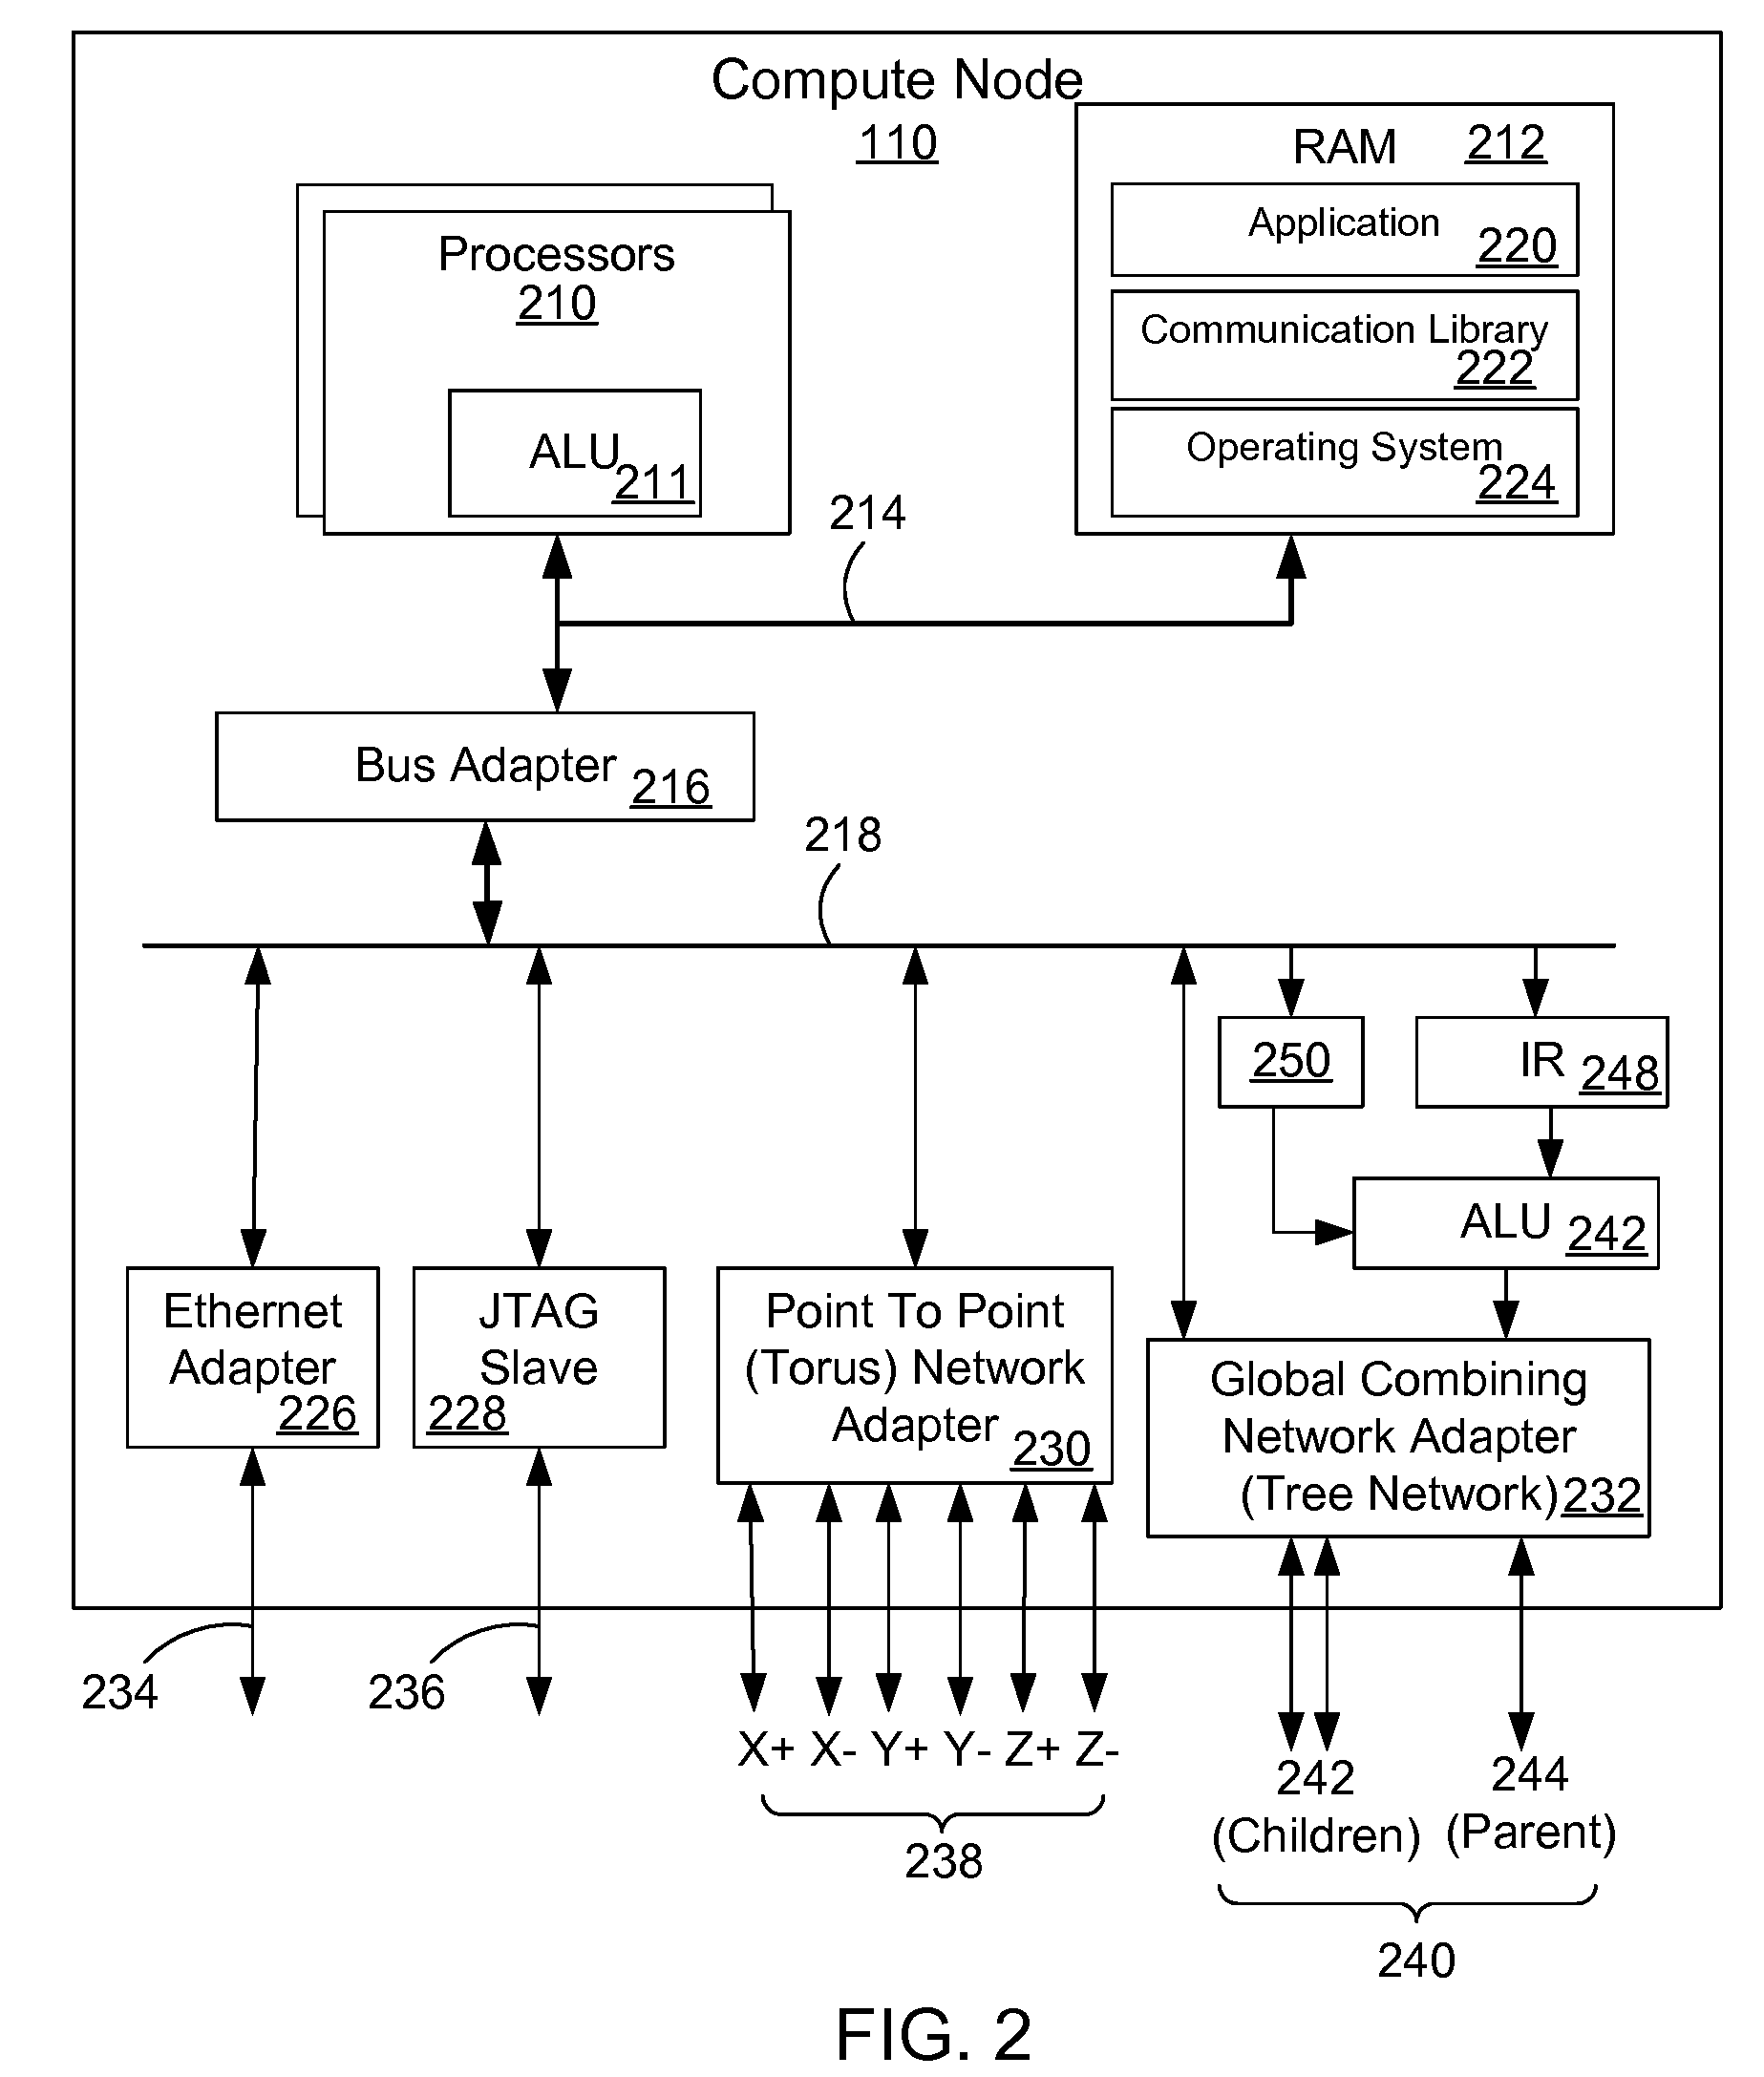 Compute Node
110
RAM 212
Application
220
Communication Library
222
Operating System
224
Processors
210
ALU
211
214
Bus Adapter
216
218
250
IR
248
ALU
242
Ethernet
Adapter
226
JTAG
Slave
228
Point To Point
(Torus) Network
Adapter
230
Global Combining
Network Adapter
(Tree Network)
232
234
236
X+ X- Y+ Y- Z+ Z-
238
242
(Children)
244
(Parent)
240
FIG. 2